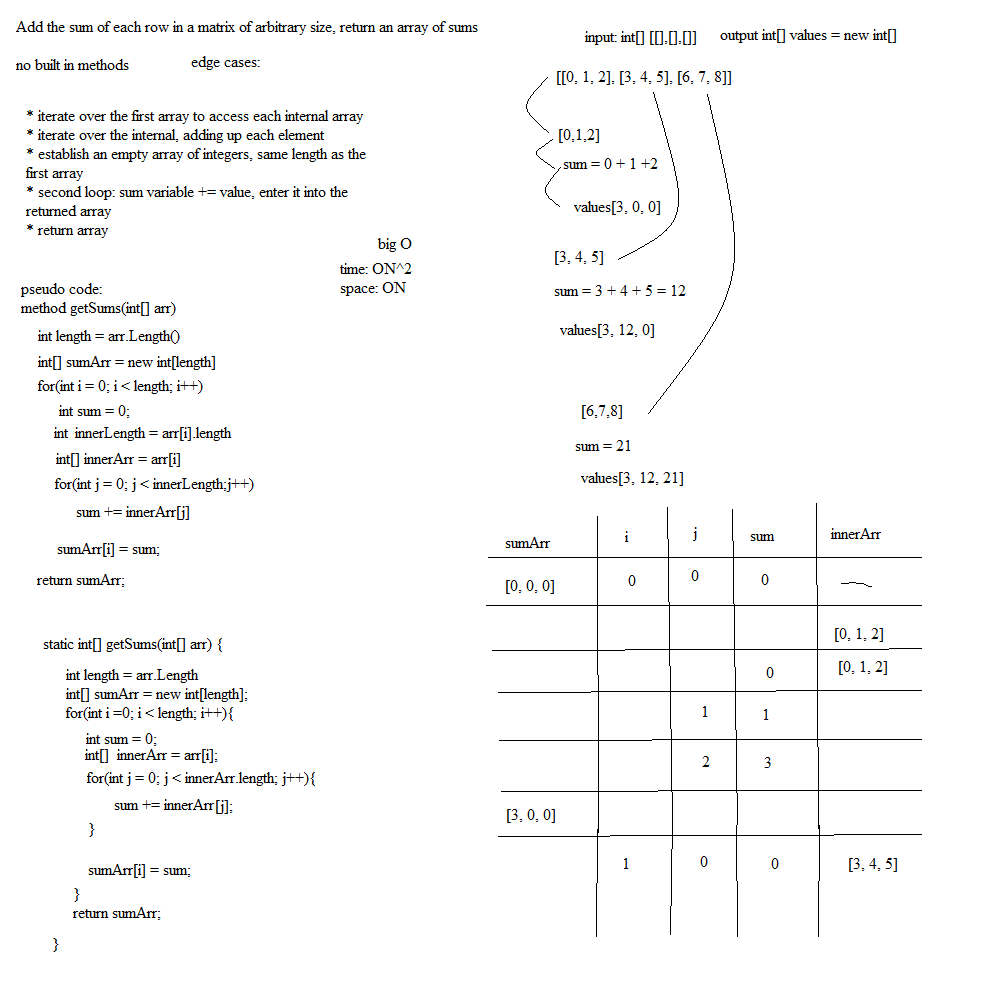 Add the sum of each row in a matrix of arbitrary size, return an array of sums
no built in methods
edge cases:
* iterate over the first array to access each internal array
* iterate over the internal, adding up each element
* establish an empty array of integers, same length as the
first array
* second loop: sum variable += value, enter it into the
returned array
* return array
big O
time: ON^2
space: ON
pseudo code:
method getSums(int[] arr)
int length = arr.Length()
int[] sumArr = new int[length]
for(int i = 0; i < length; i++)
int sum = 0;
int innerLength = arr[i].length
int[] innerArr = arr[i]
for(int j = 0; j < innerLength;j++)
sum += innerArr[j]
sumArr[i] = sum;
return sumArr;
static int[] getSums(int[] arr) {
int length = arr.Length
int[] sumArr = new int[length];
for(int i =0; i < length; i++){
int sum = 0;
int[] innerArr = arr[i];
for(int j = 0; j < innerArr.length; j++){
sum += innerArr[j];
}
sumArr[i] = sum;
}
return sumArr;
}
input: int[] [[],[],[]]
output int[] values = new int[]
[[0, 1, 2], [3, 4, 5], [6, 7, 8]]
[0,1,2]
sum = 0 + 1 +2
values[3, 0, 0]
[3, 4, 5]
sum = 3 + 4 + 5 = 12
values[3, 12, 0]
[6,7,8]
sum = 21
values[3, 12, 21]
sumArr i j sum innerArr
[0, 0, 0] 0 0 0
[0, 1, 2]
0 [0, 1, 2]
1 1
2 3
[3, 0, 0]
1 0 0 [3, 4, 5]